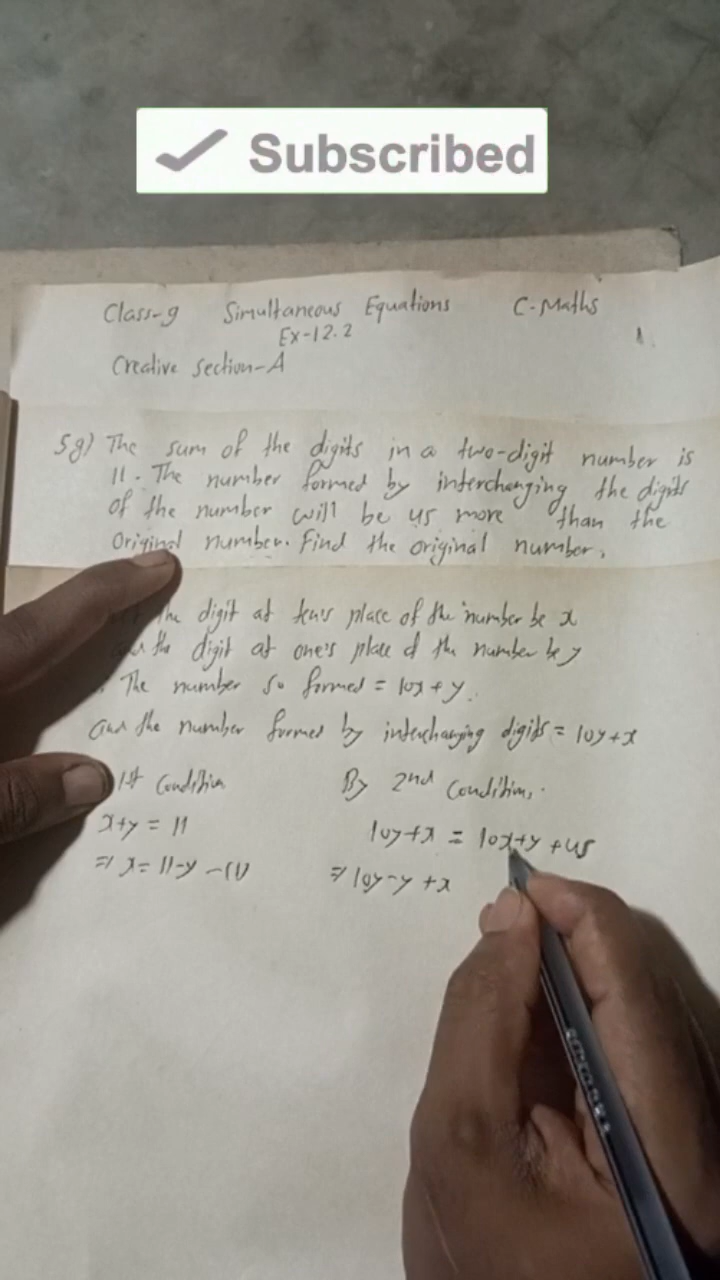 Subscribed
Class-9 Simultaneous Equations C-Maths
Ex-12.2
Creative Section-A
5g) The sum of the digits in a two-digit number is
11. The number formed by interchanging the digits
of the number will be 45 more than the
Original number. Find the original number.
the digit at ten's place of the number be x
the digit at one's place of the number be y
The number so formed = 10x+y.
and the number formed by interchanging digits = 10y+x
1st Condition By 2nd Condition,
x+y = 11 10y+x = 10x+y +45
⇒ x = 11-y -(1) ⇒ 10y-y +x